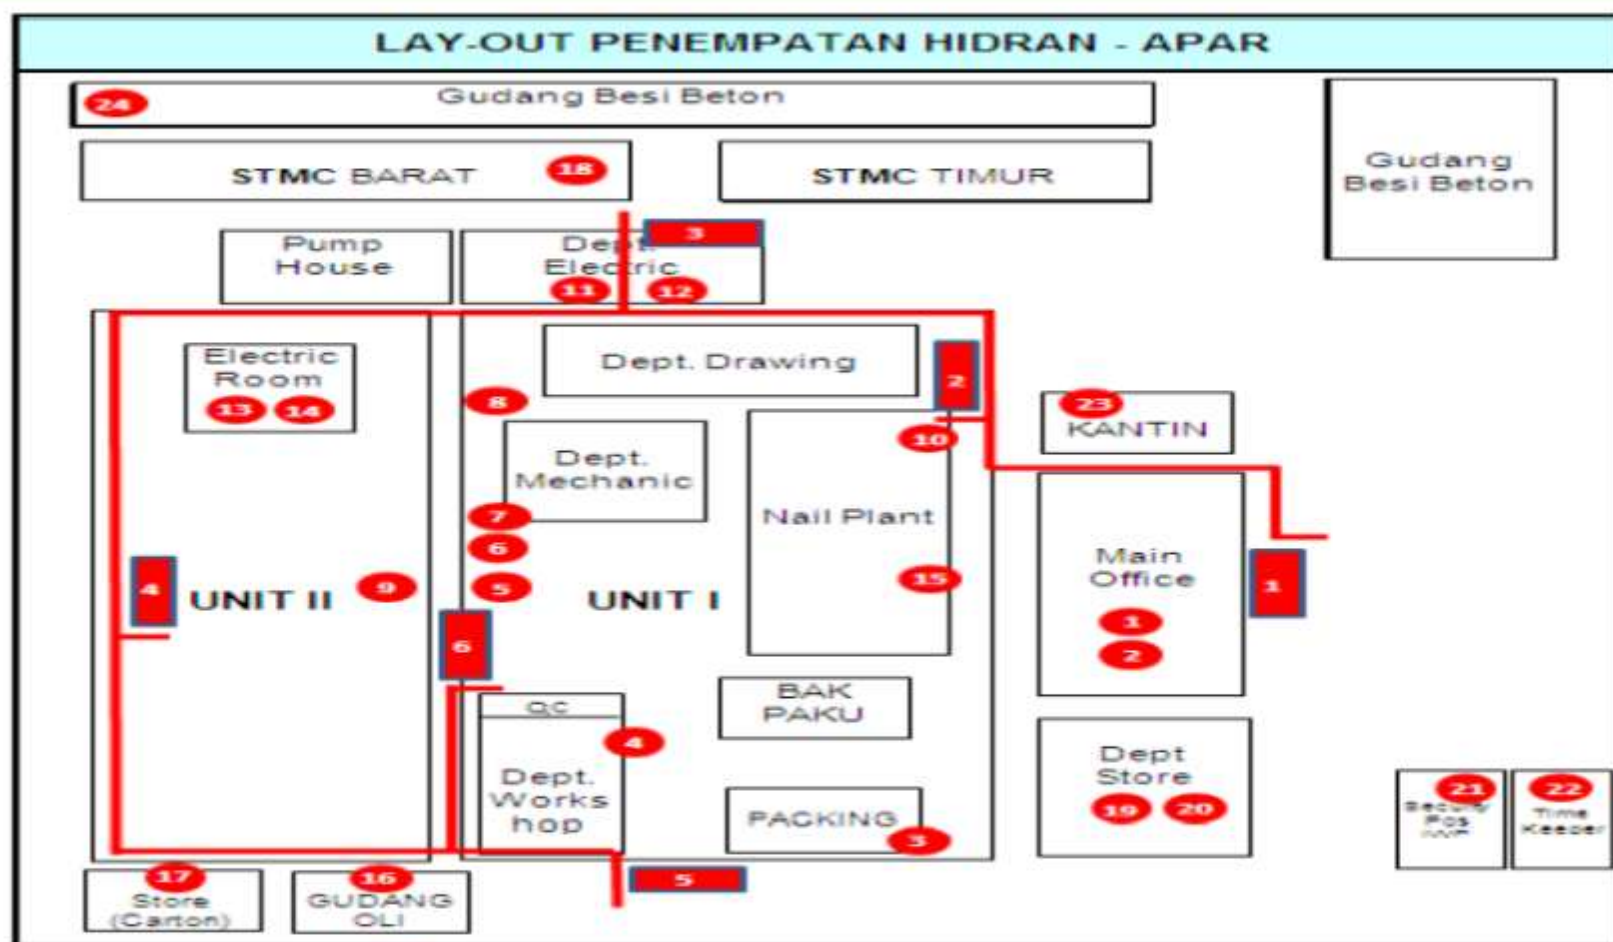 LAY-OUT PENEMPATAN HIDRAN - APAR
24
Gudang Besi Beton
STMC BARAT
18
STMC TIMUR
Gudang
Besi Beton
Pump
House
Dept.
Electric
3
11
12
Electric
Room
13
14
Dept. Drawing
2
8
Dept.
Mechanic
10
23
KANTIN
7
6
5
Nail Plant
15
4
UNIT II
9
UNIT I
6
Main
Office
1
2
1
QC
4
Dept.
Works
hop
BAK
PAKU
PACKING
3
Dept
Store
19
20
21
Security
Pos
22
Time
Keeper
17
Store
(Carton)
16
GUDANG
OLI
5